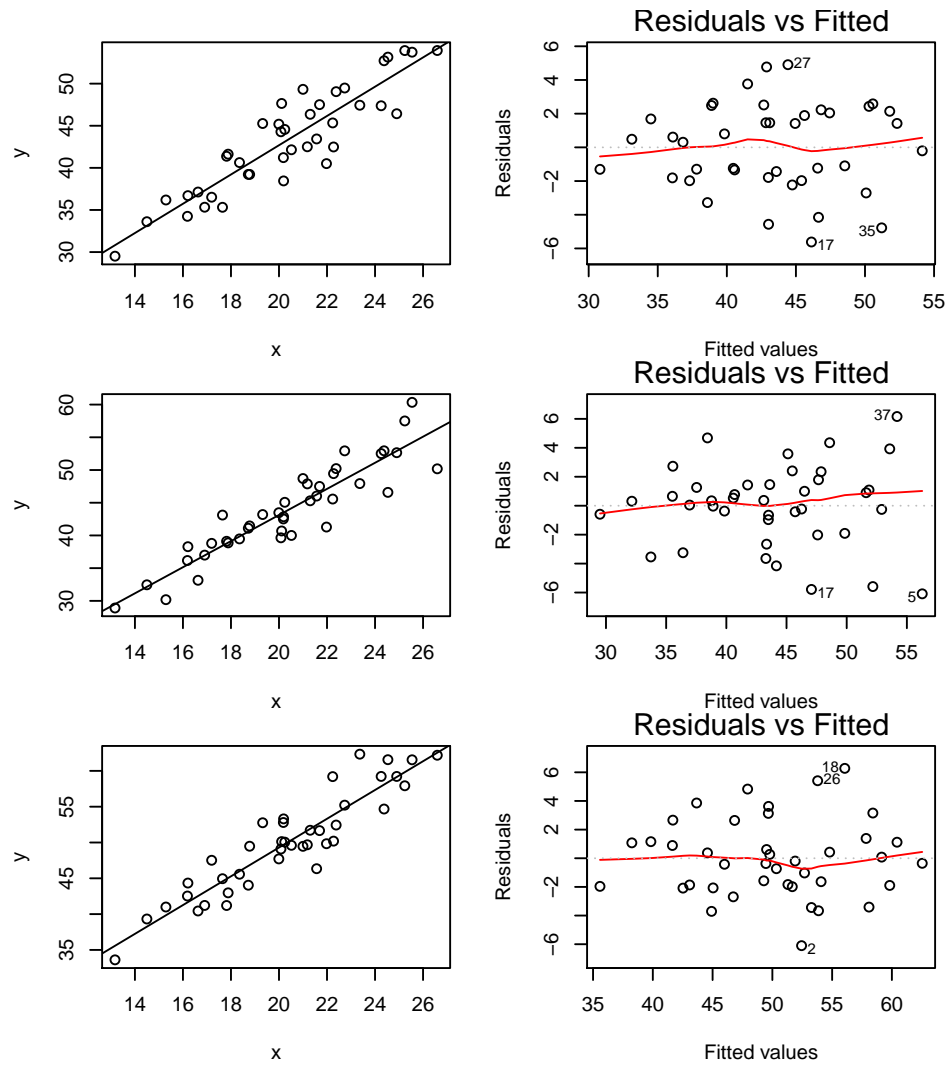 Residuals vs Fitted
y
30 35 40 45 50
14 16 18 20 22 24 26
x
Residuals
−6 −2 2 4 6
27
35
17
30 35 40 45 50 55
Fitted values
Residuals vs Fitted
y
30 40 50 60
14 16 18 20 22 24 26
x
Residuals
−6 −2 2 4 6
37
17
5
30 35 40 45 50 55
Fitted values
Residuals vs Fitted
y
35 45 55
14 16 18 20 22 24 26
x
Residuals
−6 −2 2 4 6
18
26
2
35 40 45 50 55 60
Fitted values